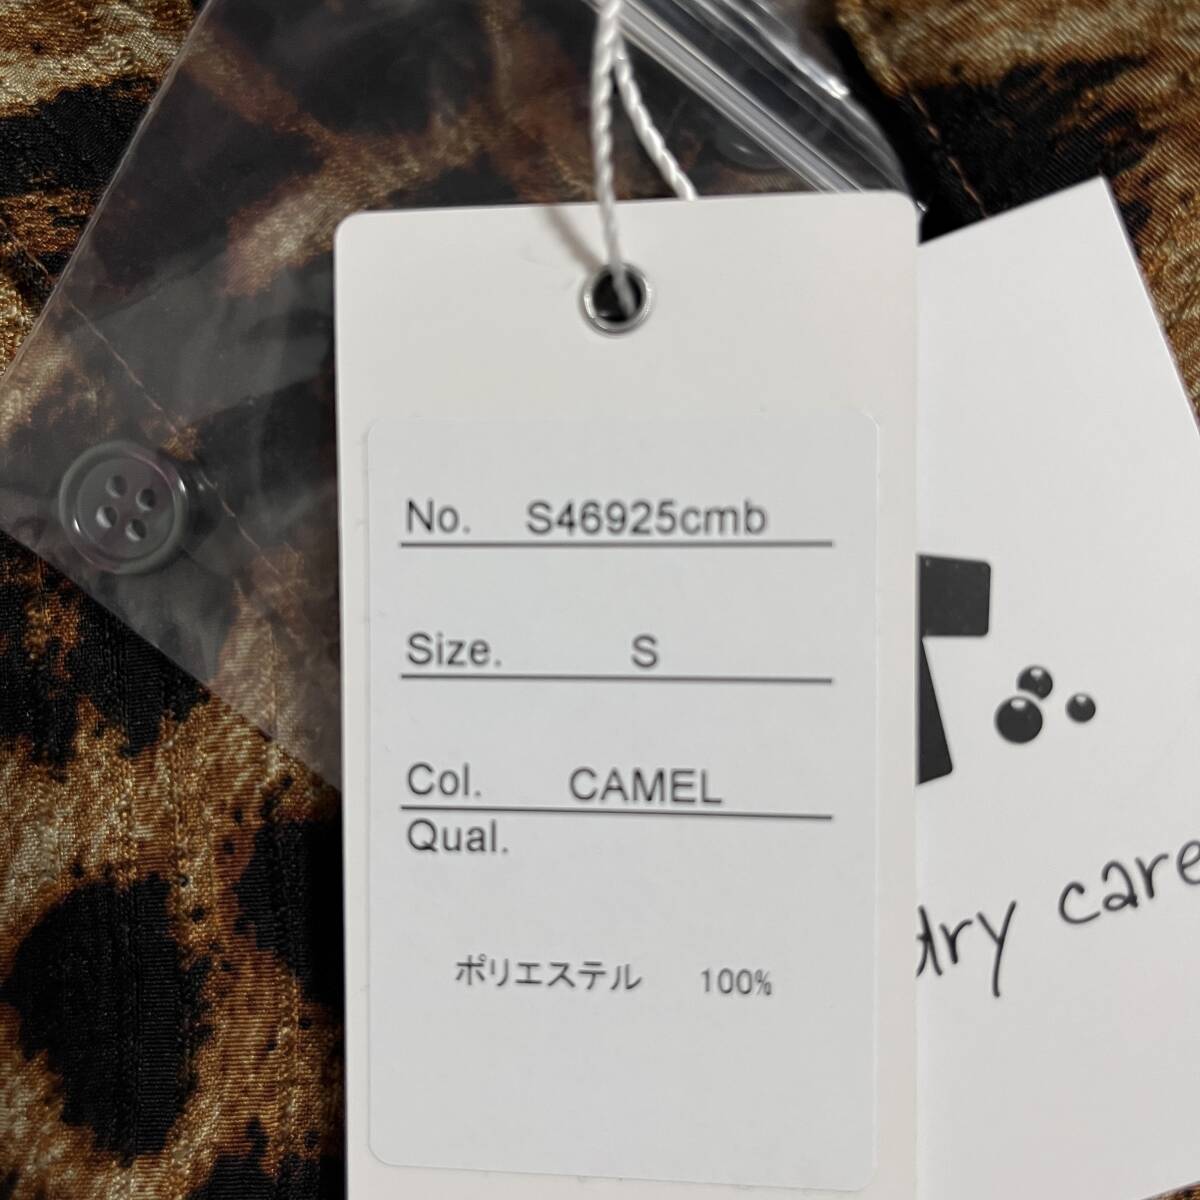 No. S46925cmb
Size. S
Col. CAMEL
Qual.
ポリエステル 100%
dry care